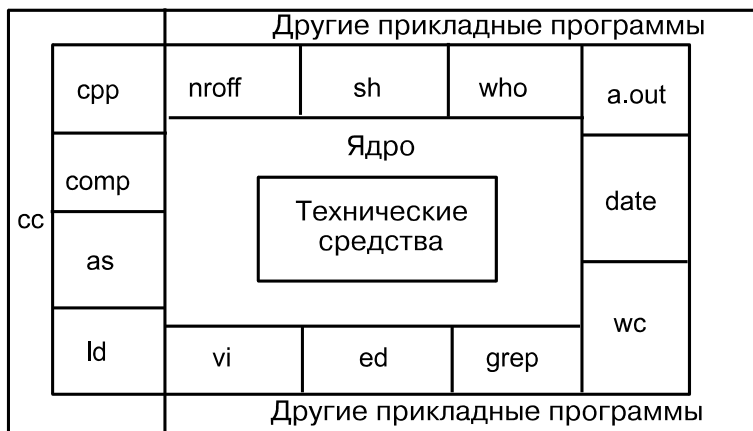 Другие прикладные программы
cpp
nroff
sh
who
a.out
Ядро
comp
Технические
средства
date
cc
as
wc
ld
vi
ed
grep
Другие прикладные программы